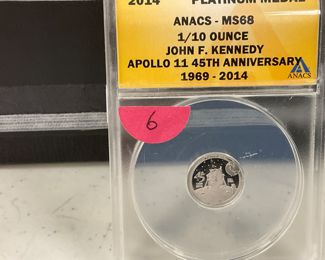 2014 PLATINUM MEDAL
ANACS - MS68
1/10 OUNCE
JOHN F. KENNEDY
APOLLO 11 45TH ANNIVERSARY
1969 - 2014
ANACS
6